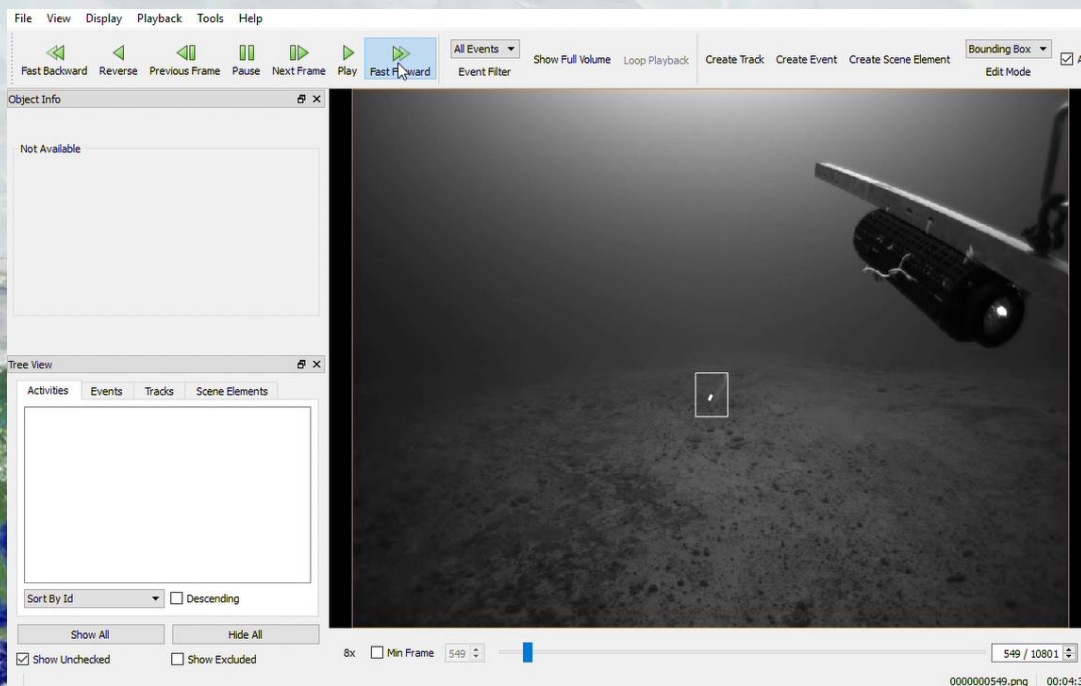 File View Display Playback Tools Help
Fast Backward Reverse Previous Frame Pause Next Frame Play Fast Forward
All Events
Event Filter
Show Full Volume Loop Playback
Create Track Create Event Create Scene Element
Bounding Box
Edit Mode
Object Info
Not Available
Tree View
Activities Events Tracks Scene Elements
Sort By Id Descending
Show All Hide All
Show Unchecked Show Excluded
8x Min Frame 549 549 / 10801
0000000549.png